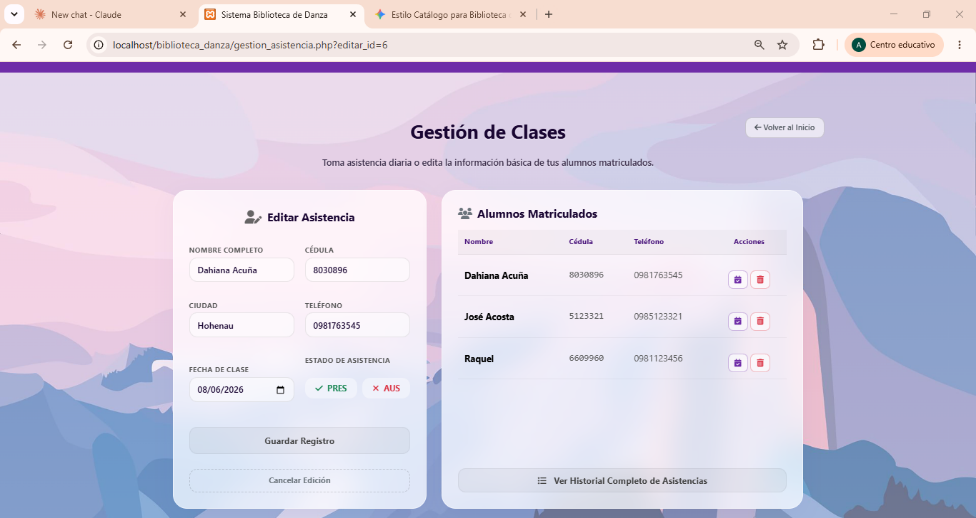 New chat - Claude
Sistema Biblioteca de Danza
Estilo Catálogo para Biblioteca
localhost/biblioteca_danza/gestion_asistencia.php?editar_id=6
A Centro educativo
Gestión de Clases
Volver al Inicio
Toma asistencia diaria o edita la información básica de tus alumnos matriculados.
Editar Asistencia
NOMBRE COMPLETO CÉDULA
Dahiana Acuña 8030896
CIUDAD TELÉFONO
Hohenau 0981763545
FECHA DE CLASE ESTADO DE ASISTENCIA
08/06/2026 PRES AUS
Guardar Registro
Cancelar Edición
Alumnos Matriculados
Nombre Cédula Teléfono Acciones
Dahiana Acuña 8030896 0981763545
José Acosta 5123321 0985123321
Raquel 6609960 0981123456
Ver Historial Completo de Asistencias